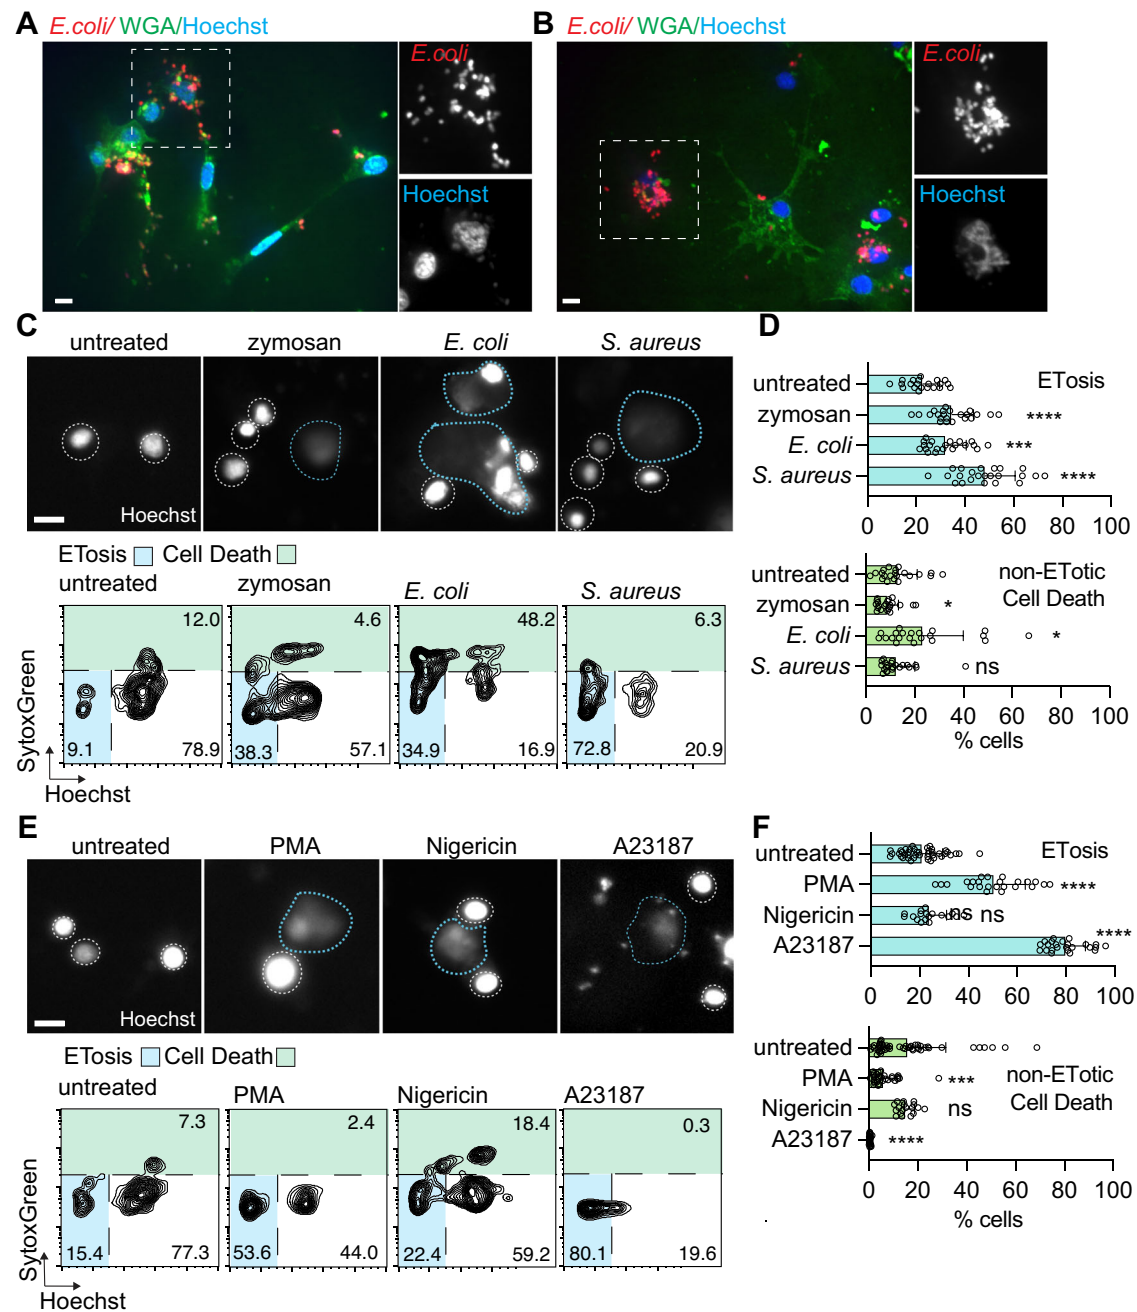 A E.coli/ WGA/Hoechst
E.coli
Hoechst
B E.coli/ WGA/Hoechst
E.coli
Hoechst
C
untreated zymosan E. coli S. aureus
Hoechst
ETosis Cell Death
untreated zymosan E. coli S. aureus
12.0 4.6 48.2 6.3
9.1 78.9 38.3 57.1 34.9 16.9 72.8 20.9
SytoxGreen
Hoechst
D
ETosis
untreated
zymosan ****
E. coli ***
S. aureus ****
0 20 40 60 80 100
non-ETotic
Cell Death
untreated
zymosan *
E. coli *
S. aureus ns
0 20 40 60 80 100
% cells
E
untreated PMA Nigericin A23187
Hoechst
ETosis Cell Death
untreated PMA Nigericin A23187
7.3 2.4 18.4 0.3
15.4 77.3 53.6 44.0 22.4 59.2 80.1 19.6
SytoxGreen
Hoechst
F
ETosis
untreated
PMA ****
Nigericin ns ns
A23187 ****
0 20 40 60 80 100
non-ETotic
Cell Death
untreated
PMA ***
Nigericin ns
A23187 ****
0 20 40 60 80 100
% cells